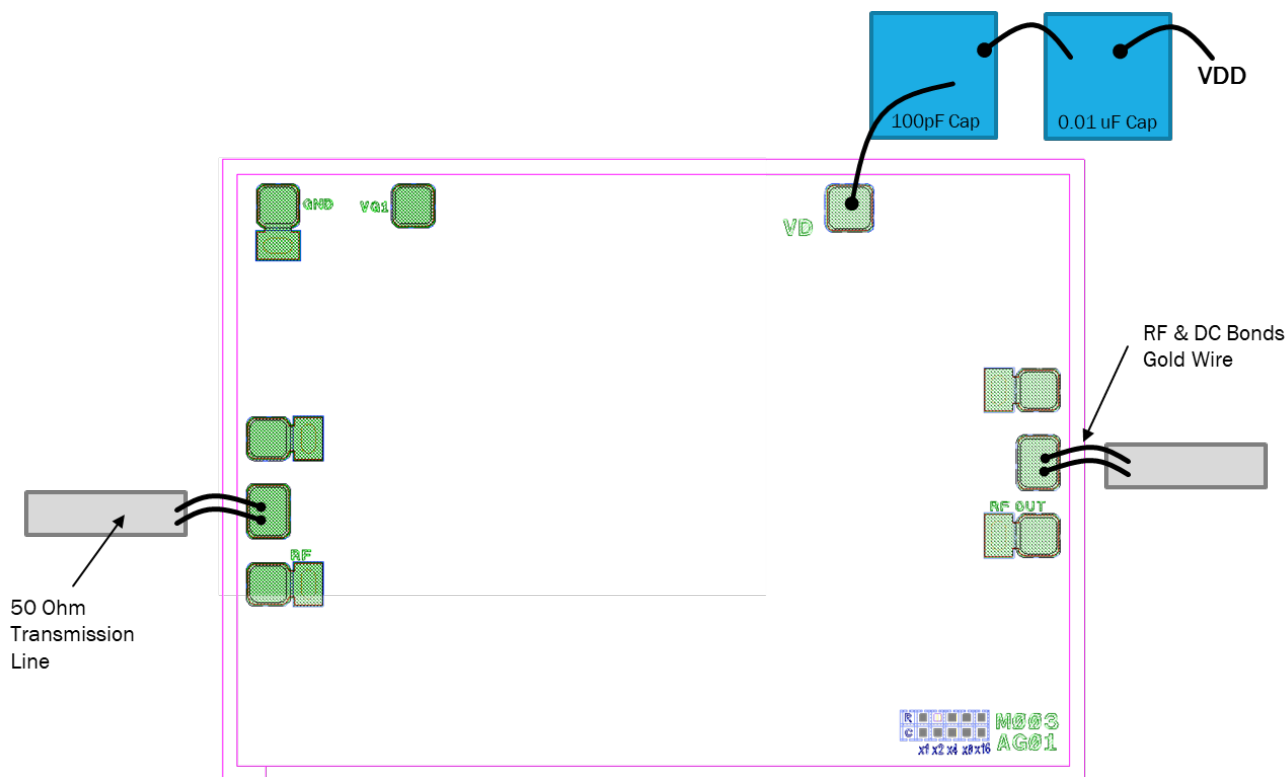 100pF Cap
0.01 uF Cap
VDD
GND
VG1
VD
RF & DC Bonds
Gold Wire
RF OUT
RF
50 Ohm
Transmission
Line
R
C
x1 x2 x4 x8 x16
M003
AG01